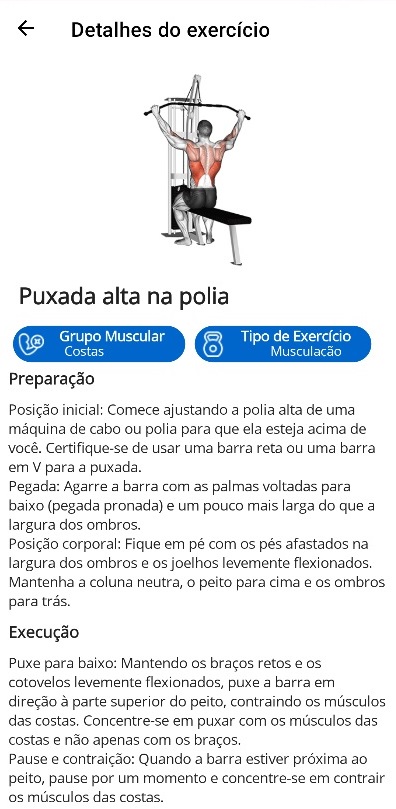 Detalhes do exercício
Puxada alta na polia
Grupo Muscular
Costas
Tipo de Exercício
Musculacão
Preparação
Posição inicial: Comece ajustando a polia alta de uma
máquina de cabo ou polia para que ela esteja acima de
você. Certifique-se de usar uma barra reta ou uma barra
em V para a puxada.
Pegada: Agarre a barra com as palmas voltadas para
baixo (pegada pronada) e um pouco mais larga do que a
largura dos ombros.
Posição corporal: Fique em pé com os pés afastados na
largura dos ombros e os joelhos levemente flexionados.
Mantenha a coluna neutra, o peito para cima e os ombros
para trás.
Execução
Puxe para baixo: Mantendo os braços retos e os
cotovelos levemente flexionados, puxe a barra em
direção à parte superior do peito, contraindo os músculos
das costas. Concentre-se em puxar com os músculos das
costas e não apenas com os braços.
Pause e contração: Quando a barra estiver próxima ao
peito, pause por um momento e concentre-se em contrair
os músculos das costas.